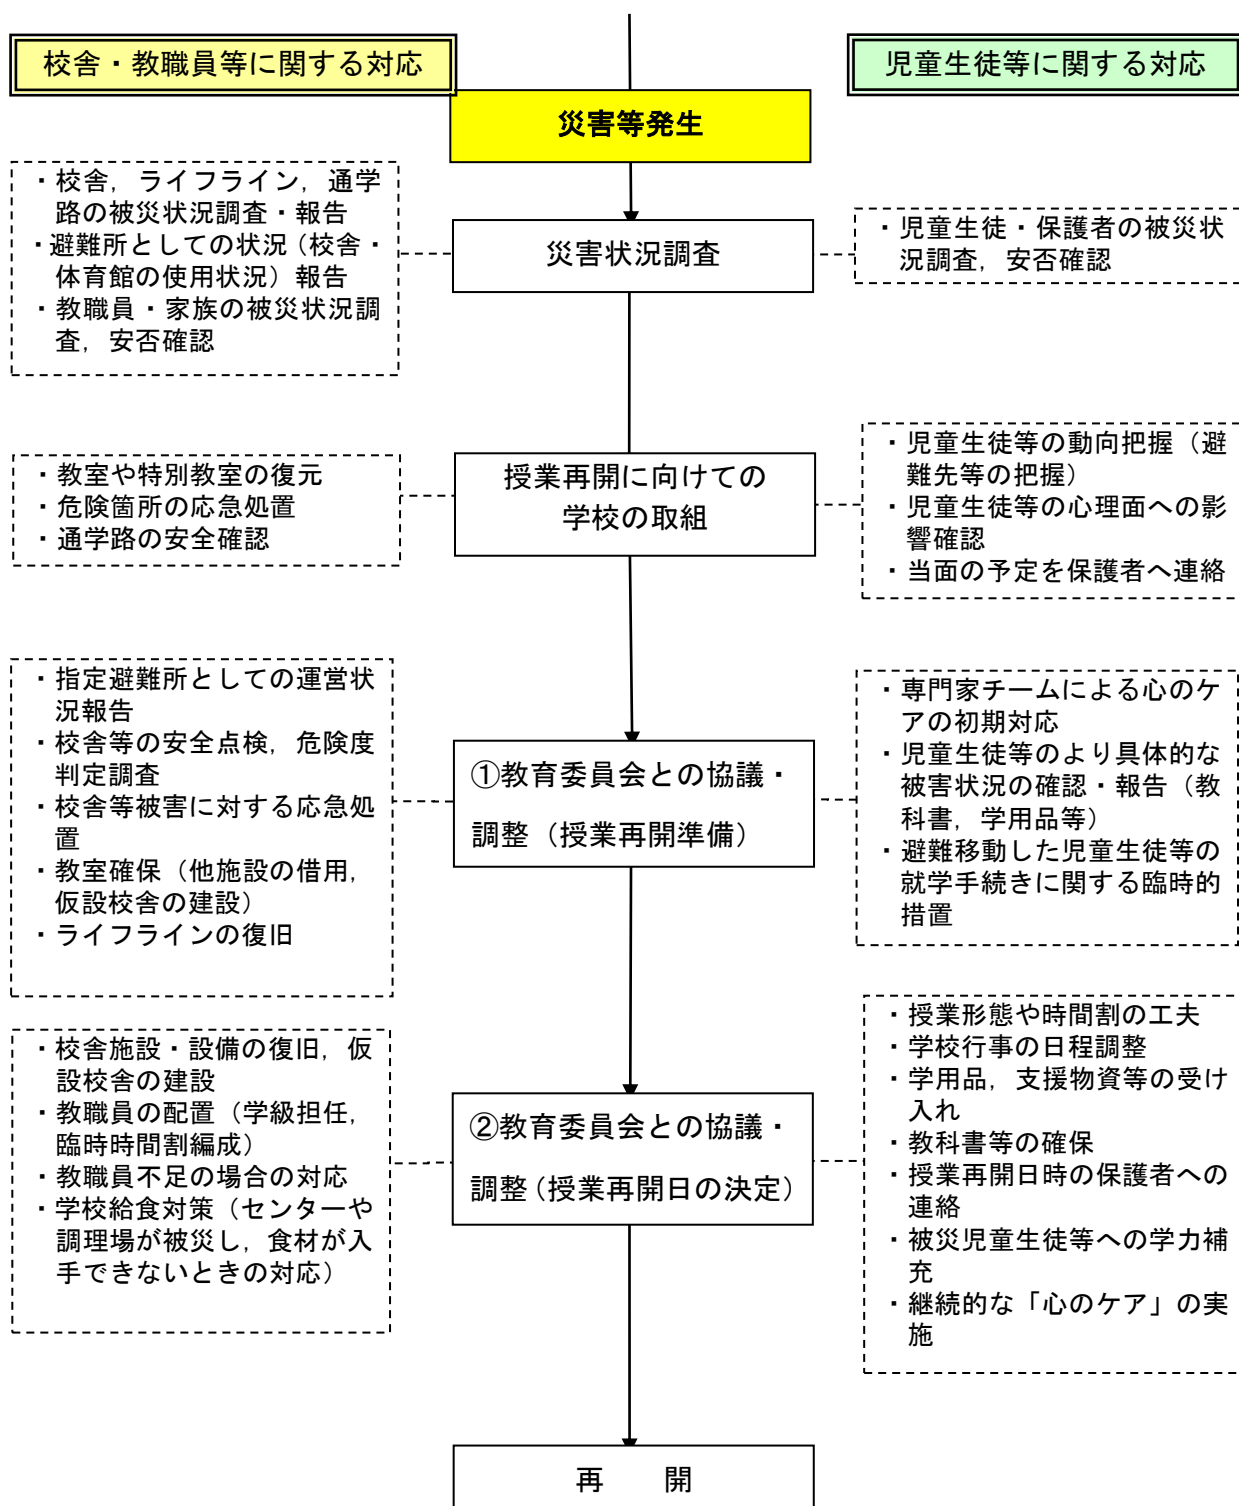 校舎・教職員等に関する対応
児童生徒等に関する対応
災害等発生
・校舎，ライフライン，通学
路の被災状況調査・報告
・避難所としての状況（校舎・
体育館の使用状況）報告
・教職員・家族の被災状況調
査，安否確認
災害状況調査
・児童生徒・保護者の被災状
況調査，安否確認
・教室や特別教室の復元
・危険箇所の応急処置
・通学路の安全確認
授業再開に向けての
学校の取組
・児童生徒等の動向把握（避
難先等の把握）
・児童生徒等の心理面への影
響確認
・当面の予定を保護者へ連絡
・指定避難所としての運営状
況報告
・校舎等の安全点検，危険度
判定調査
・校舎等被害に対する応急処
置
・教室確保（他施設の借用，
仮設校舎の建設）
・ライフラインの復旧
①教育委員会との協議・
調整（授業再開準備）
・専門家チームによる心のケ
アの初期対応
・児童生徒等のより具体的な
被害状況の確認・報告（教
科書，学用品等）
・避難移動した児童生徒等の
就学手続きに関する臨時的
措置
・校舎施設・設備の復旧，仮
設校舎の建設
・教職員の配置（学級担任，
臨時時間割編成）
・教職員不足の場合の対応
・学校給食対策（センターや
調理場が被災し，食材が入
手できないときの対応）
②教育委員会との協議・
調整（授業再開日の決定）
・授業形態や時間割の工夫
・学校行事の日程調整
・学用品，支援物資等の受け
入れ
・教科書等の確保
・授業再開日時の保護者への
連絡
・被災児童生徒等への学力補
充
・継続的な「心のケア」の実
施
再　　開